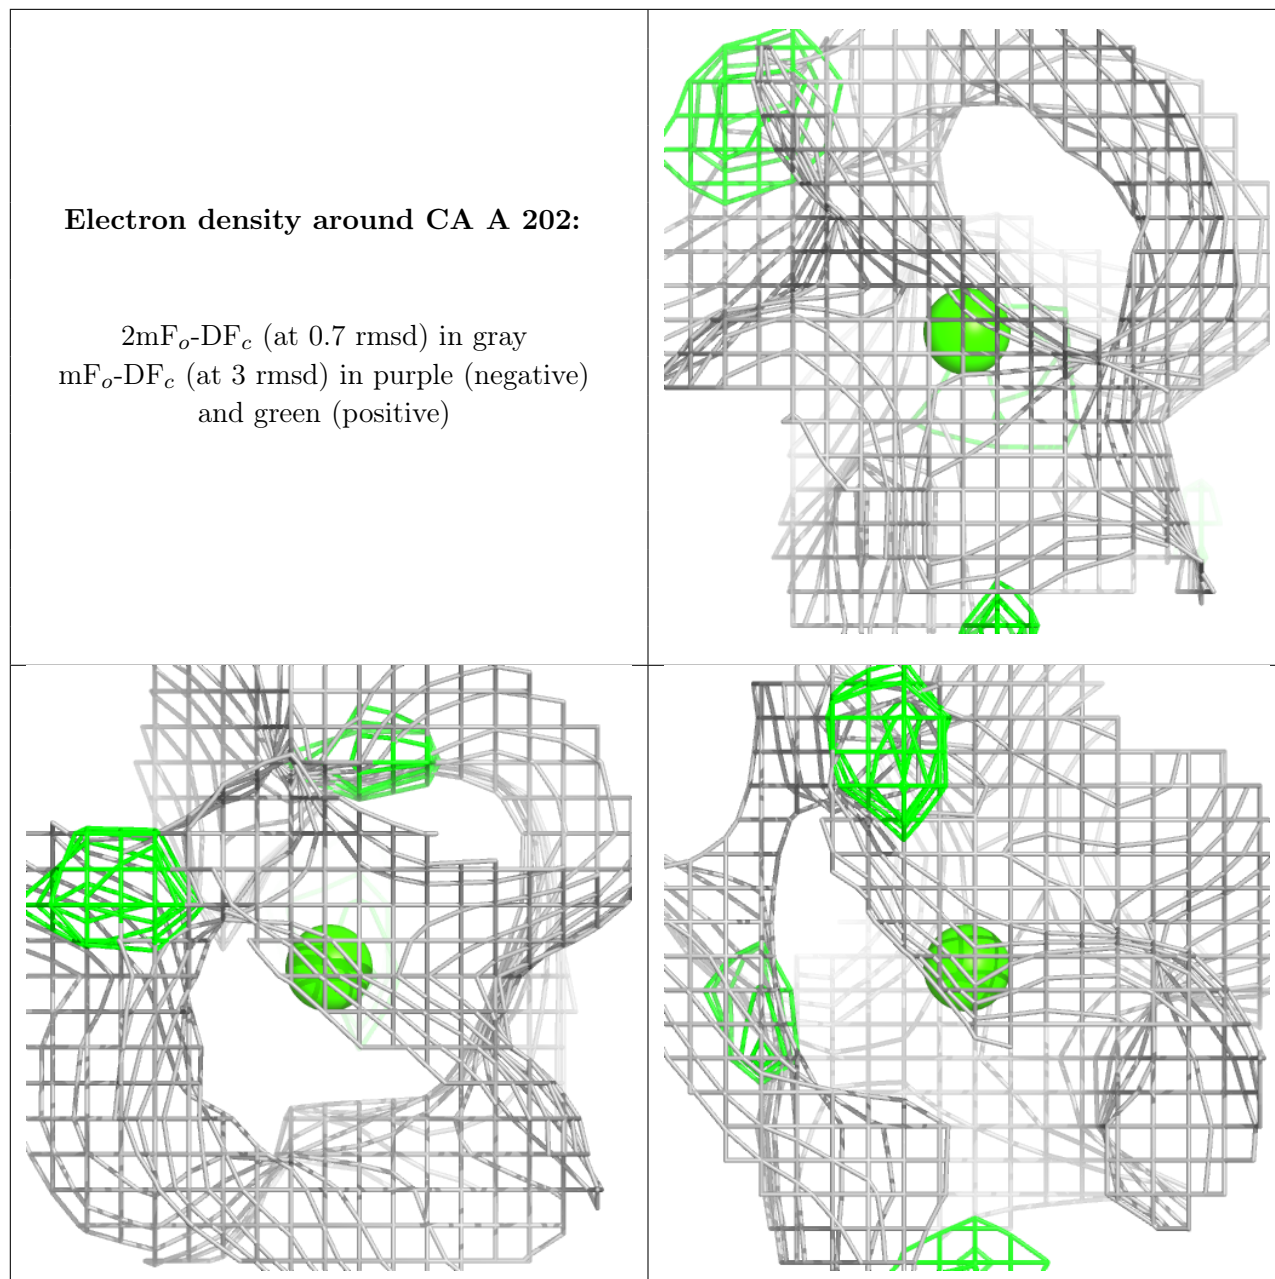 Electron density around CA A 202:
2mFₒ-DF𝒸 (at 0.7 rmsd) in gray
mFₒ-DF𝒸 (at 3 rmsd) in purple (negative)
and green (positive)